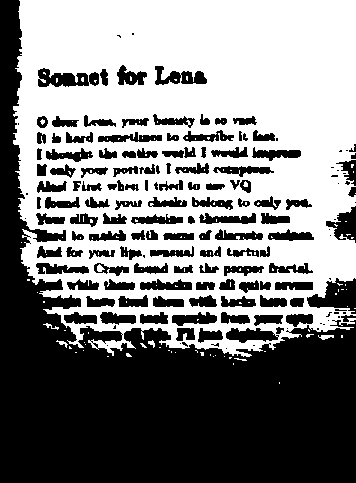 Sonnet for Lena
O dear Lena, your beauty is so vast
It is hard sometimes to describe it fast.
I thought the entire world I would impress
If only your portrait I could compress.
Alas! First when I tried to use VQ
I found that your cheeks belong to only you.
Your silky hair contains a thousand lines
Hard to match with sums of discrete cosines.
And for your lips, sensual and tactual
Thirteen Crays found not the proper fractal.
And while these setbacks are all quite severe
might have fixed them with hacks here or
when filters took sparkle from your eyes
all this. I'll just digitize.